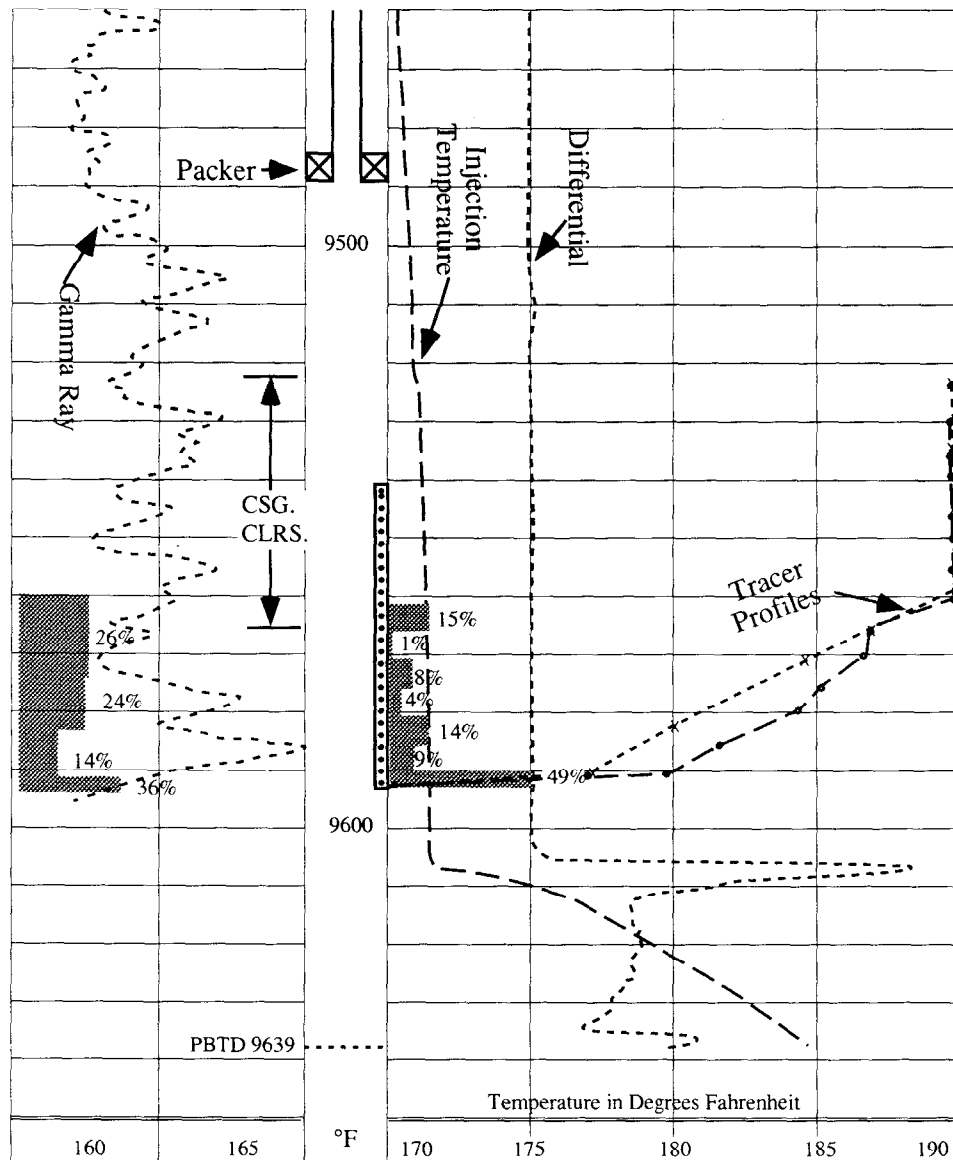 Packer
Injection
Temperature
Differential
9500
Gamma Ray
CSG.
CLRS.
Tracer
Profiles
15%
26%
1%
8%
24%
4%
14%
9%
14%
49%
36%
9600
PBTD 9639
Temperature in Degrees Fahrenheit
160
165
°F
170
175
180
185
190